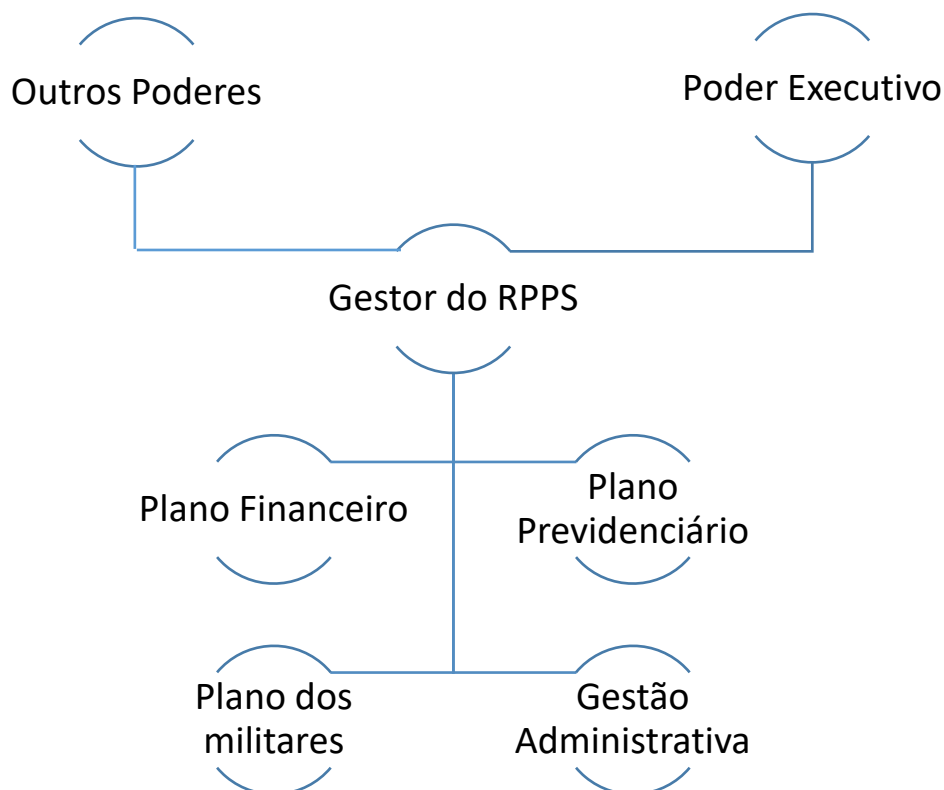 Outros Poderes
Poder Executivo
Gestor do RPPS
Plano Financeiro
Plano
Previdenciário
Plano dos
militares
Gestão
Administrativa